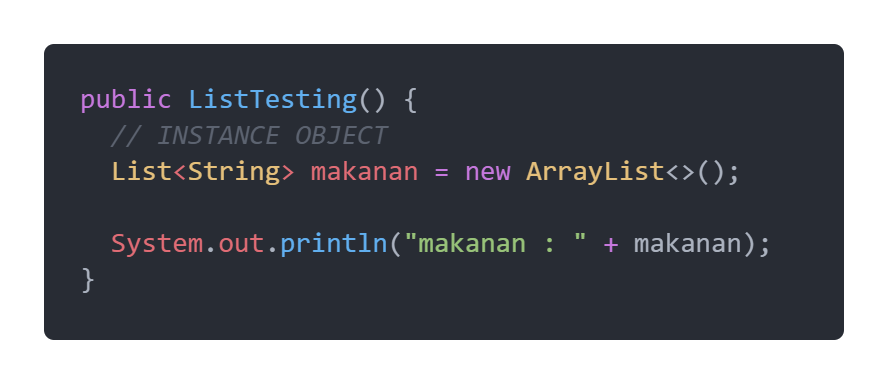 public ListTesting() {
  // INSTANCE OBJECT
  List<String> makanan = new ArrayList<>();
  System.out.println("makanan : " + makanan);
}